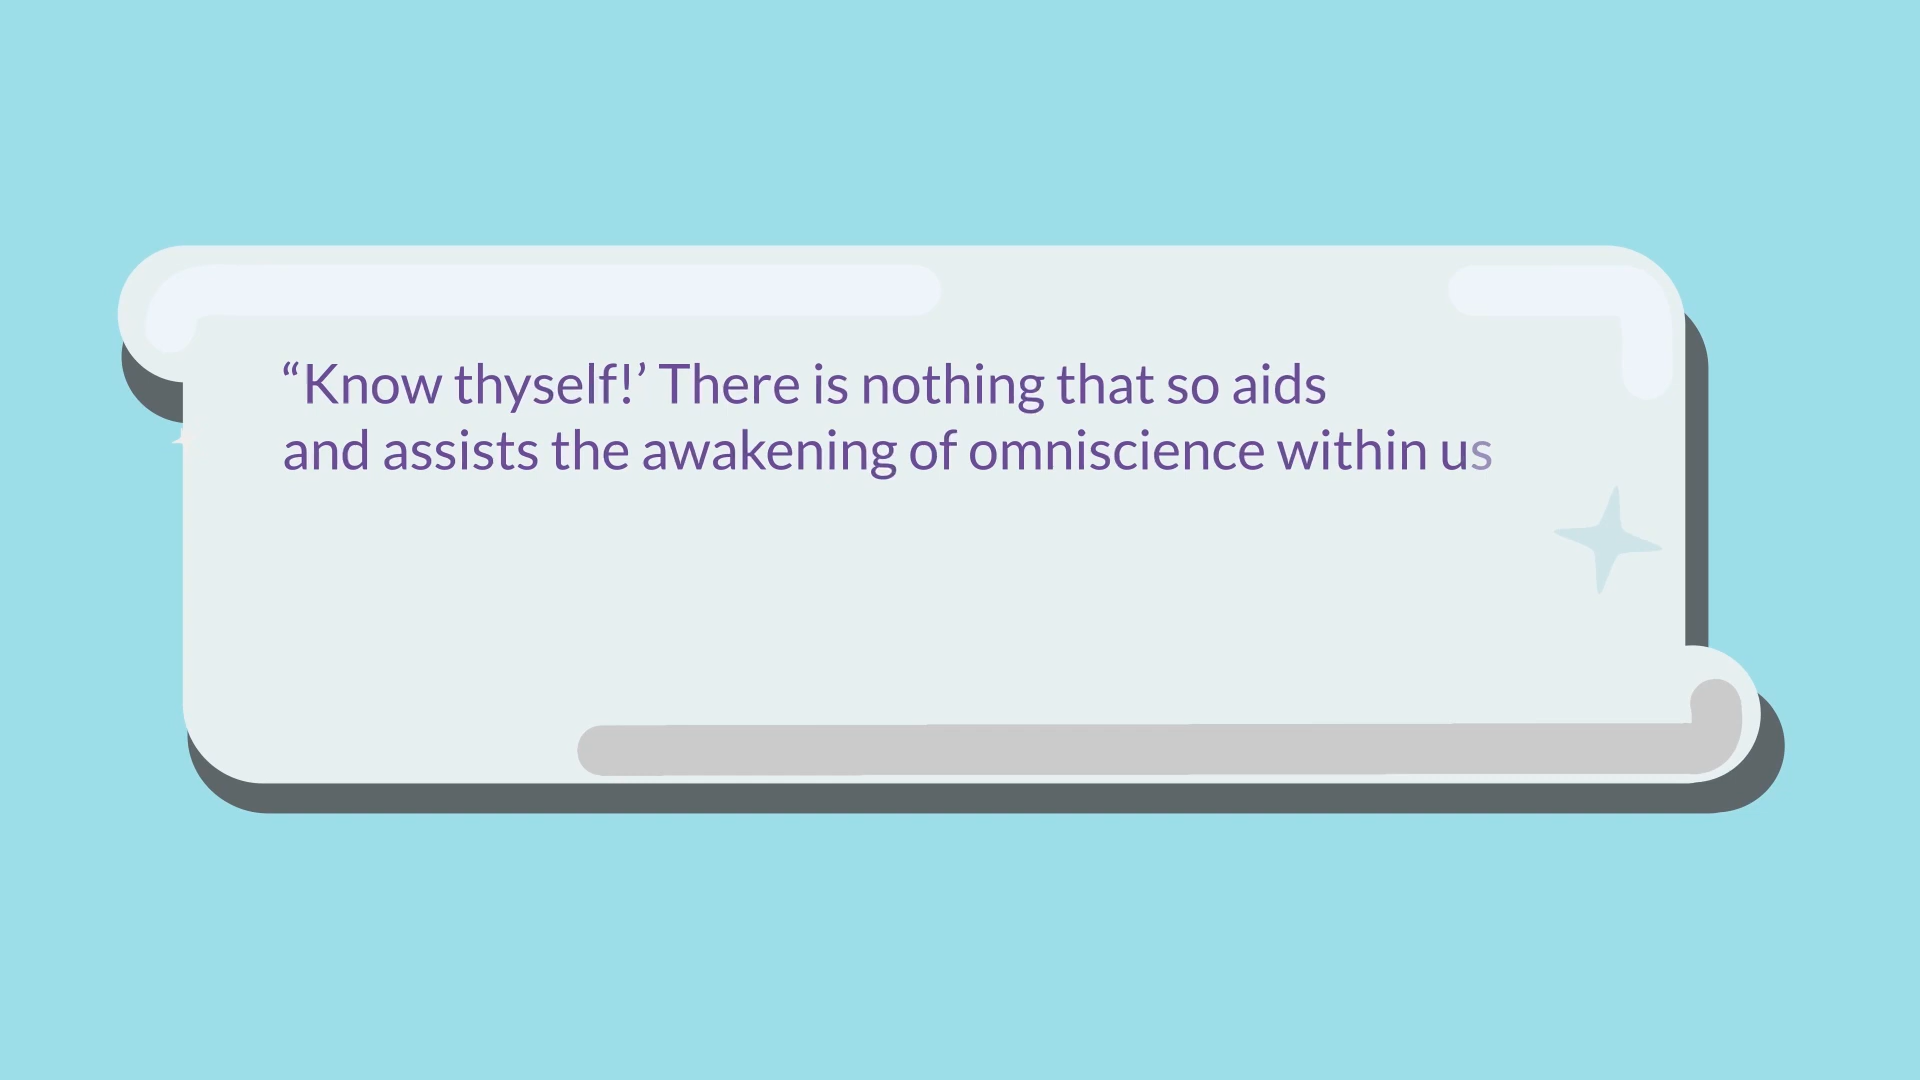 “Know thyself!’ There is nothing that so aids
and assists the awakening of omniscience within us